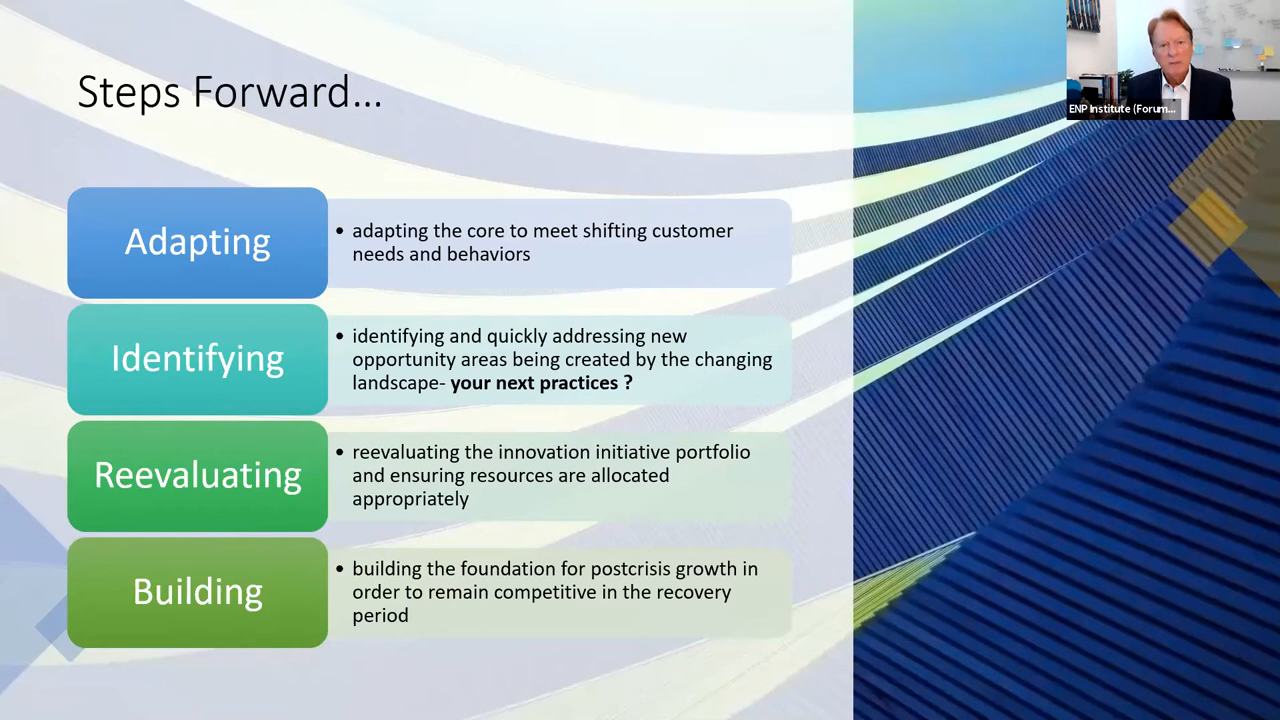 Steps Forward...
ENP Institute (Forum...
Adapting
• adapting the core to meet shifting customer
needs and behaviors
Identifying
• identifying and quickly addressing new
opportunity areas being created by the changing
landscape- your next practices ?
Reevaluating
• reevaluating the innovation initiative portfolio
and ensuring resources are allocated
appropriately
Building
• building the foundation for postcrisis growth in
order to remain competitive in the recovery
period